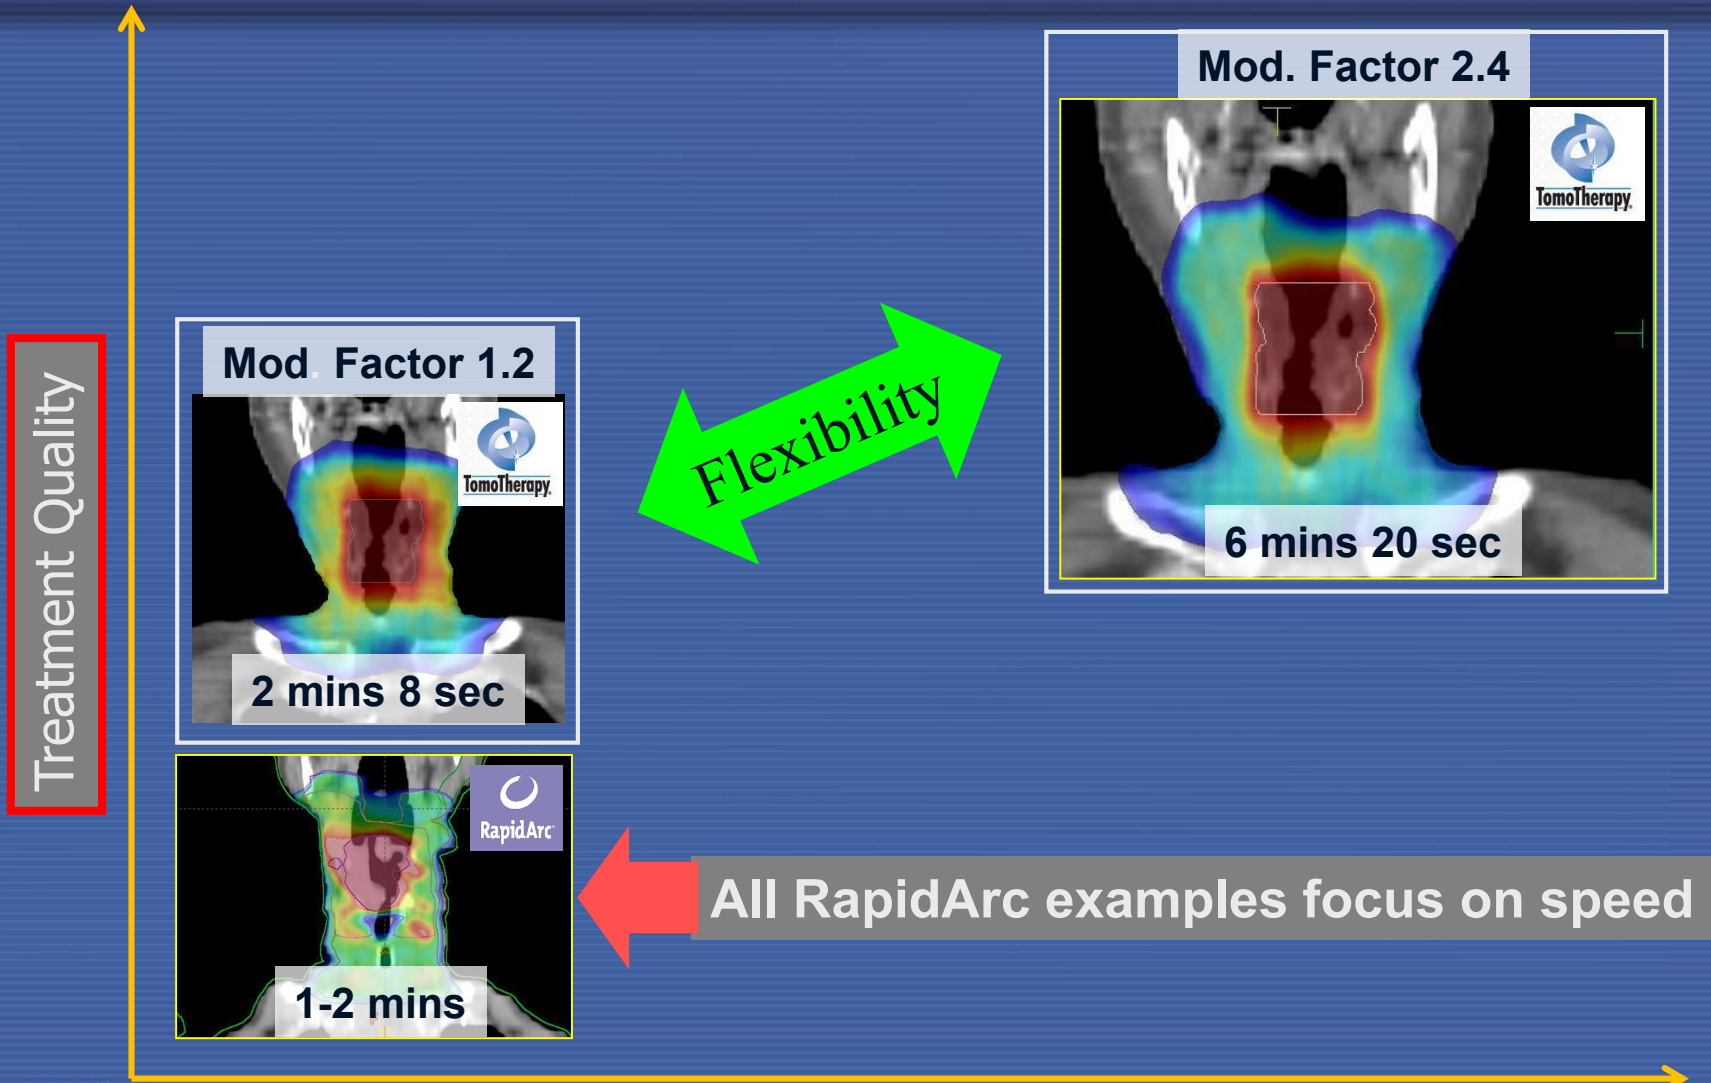 Mod. Factor 2.4
TomoTherapy
6 mins 20 sec
Flexibility
Treatment Quality
Mod. Factor 1.2
TomoTherapy
2 mins 8 sec
RapidArc
1-2 mins
All RapidArc examples focus on speed